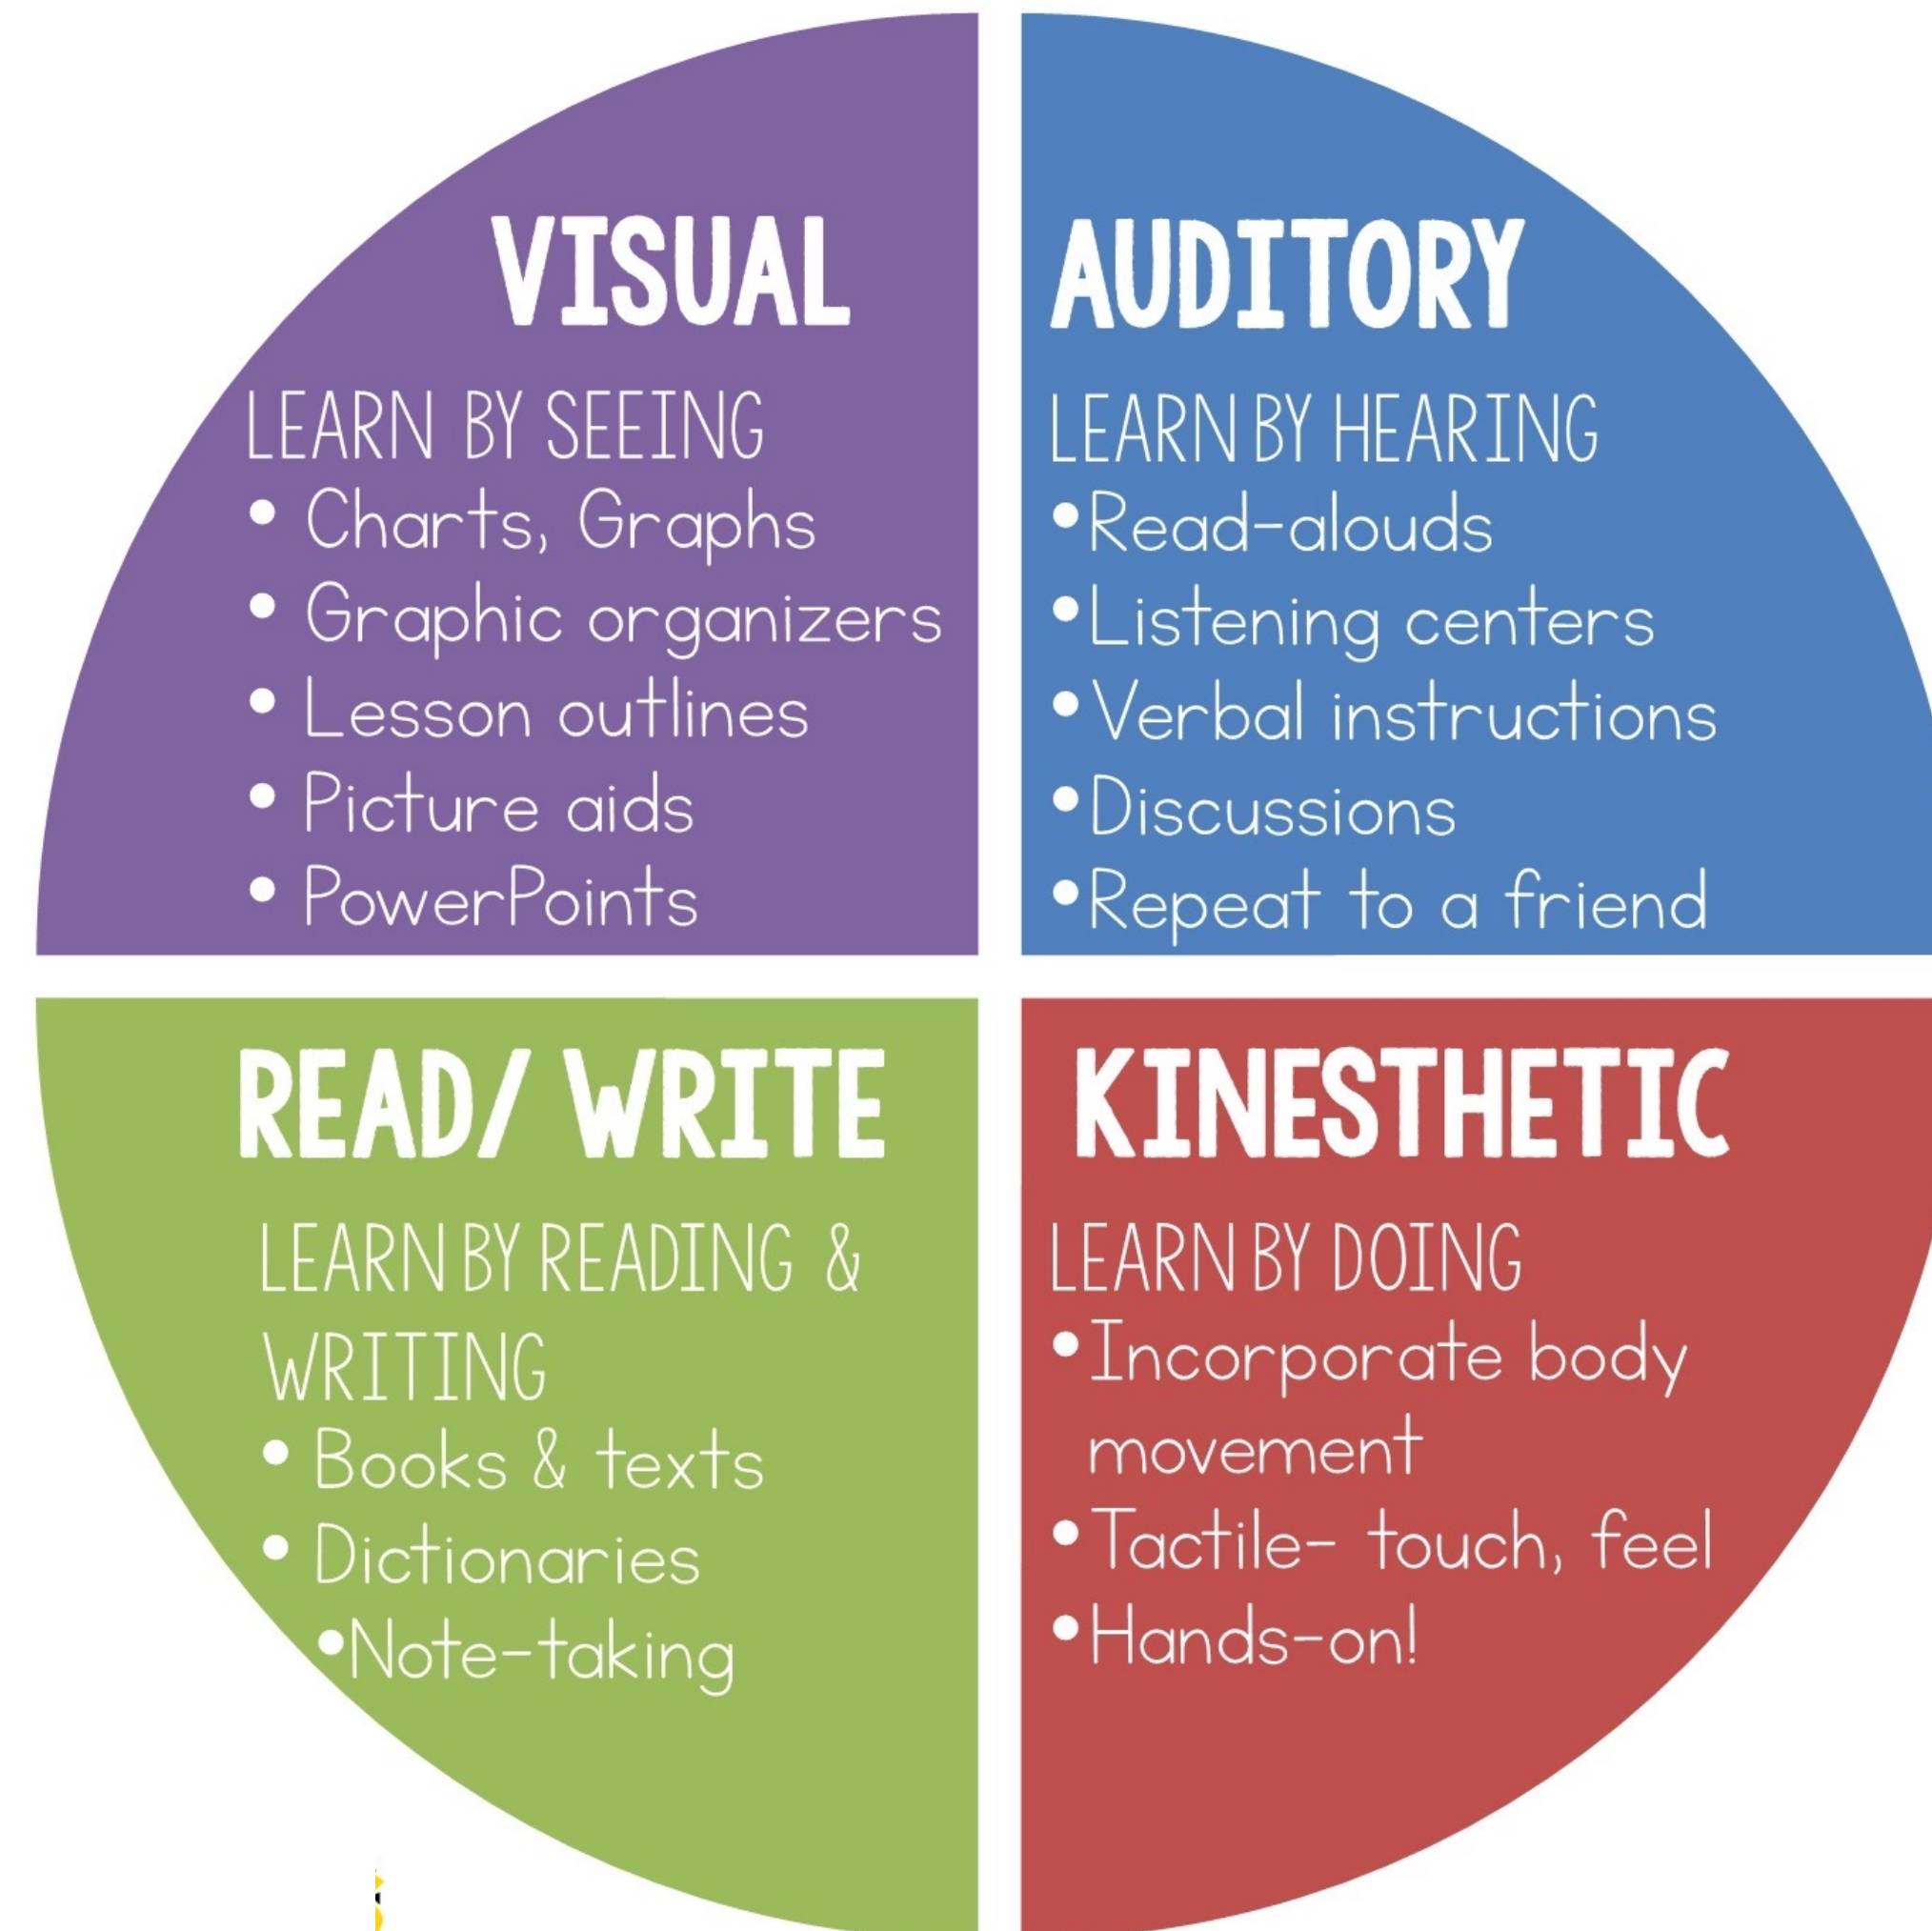 VISUAL
LEARN BY SEEING
• Charts, Graphs
• Graphic organizers
• Lesson outlines
• Picture aids
• PowerPoints
AUDITORY
LEARN BY HEARING
• Read-alouds
• Listening centers
• Verbal instructions
• Discussions
• Repeat to a friend
READ/ WRITE
LEARN BY READING &
WRITING
• Books & texts
• Dictionaries
• Note-taking
KINESTHETIC
LEARN BY DOING
• Incorporate body
movement
• Tactile- touch, feel
• Hands-on!